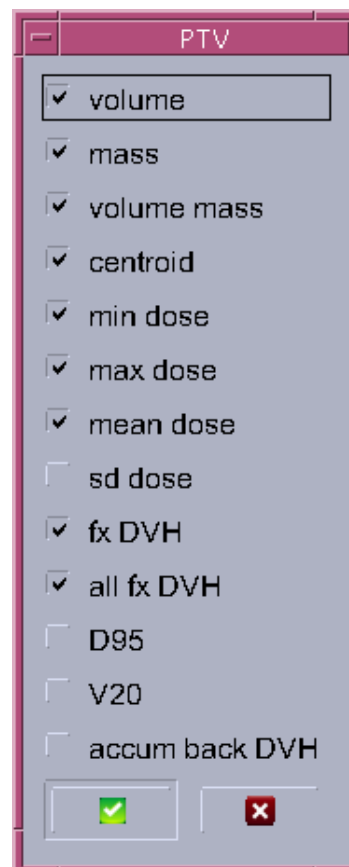 PTV
volume
mass
volume mass
centroid
min dose
max dose
mean dose
sd dose
fx DVH
all fx DVH
D95
V20
accum back DVH